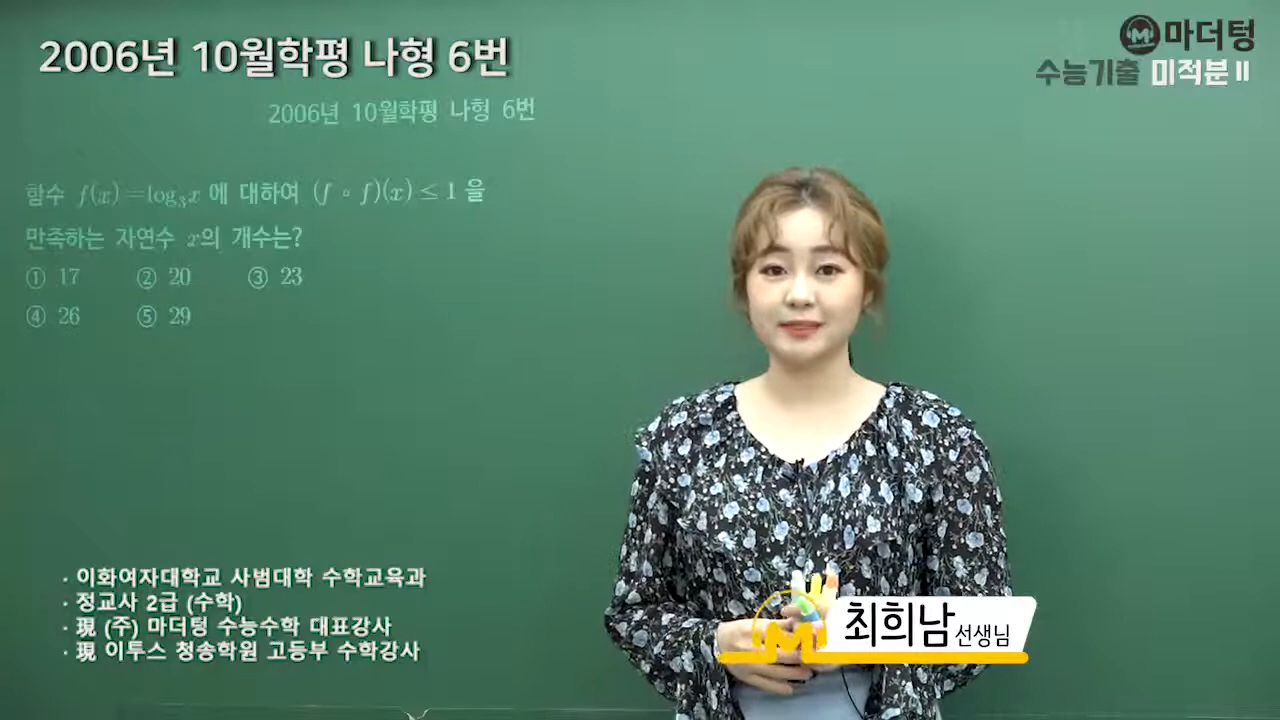 2006년 10월학평 나형 6번
마더텅
수능기출 미적분 II
2006년 10월학평 나형 6번
함수 f(x)=log₃x 에 대하여 (f∘f)(x)≤1 을
만족하는 자연수 x의 개수는?
① 17 ② 20 ③ 23
④ 26 ⑤ 29
· 이화여자대학교 사범대학 수학교육과
· 정교사 2급 (수학)
· 現 (주) 마더텅 수능수학 대표강사
· 現 이투스 청송학원 고등부 수학강사
최희남 선생님